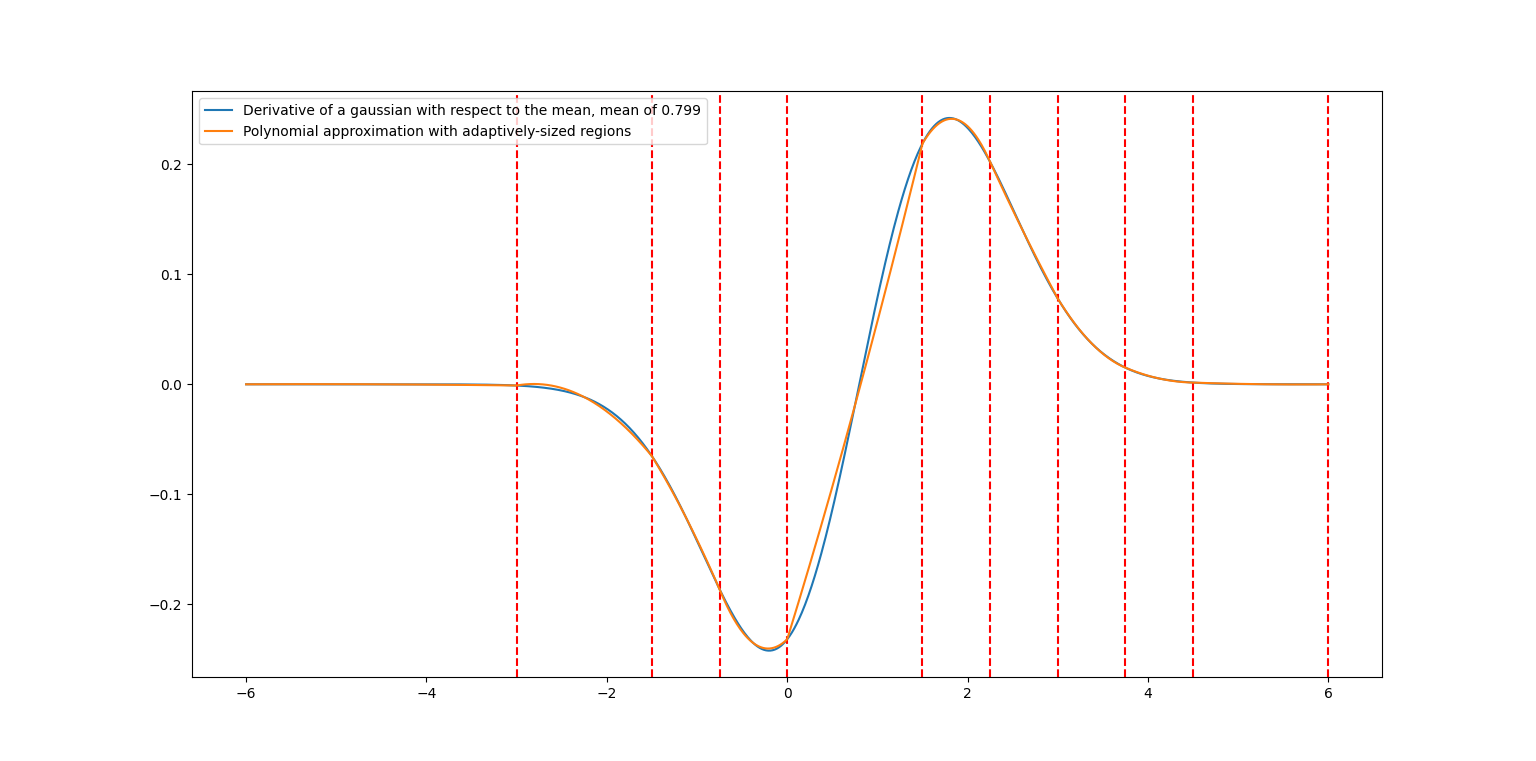 Derivative of a gaussian with respect to the mean, mean of 0.799
Polynomial approximation with adaptively-sized regions
0.2
0.1
0.0
−0.1
−0.2
−6 −4 −2 0 2 4 6